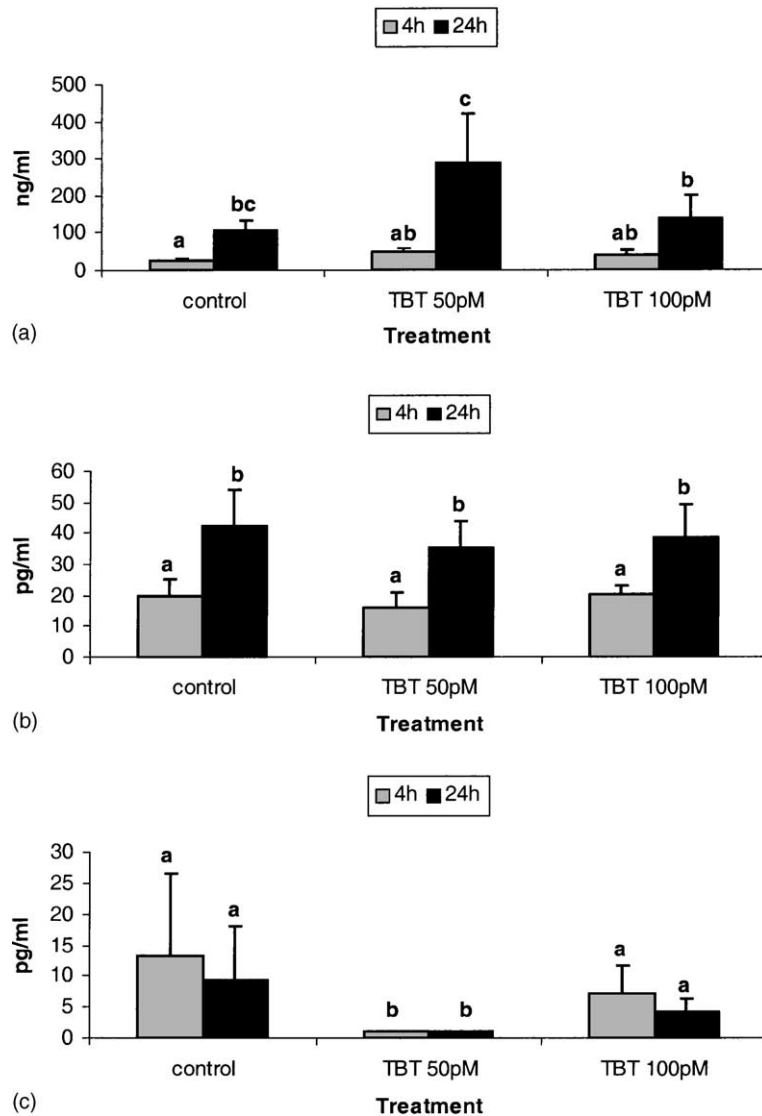 4h 24h
500
400
300
200
100
0
ng/ml
a bc ab c ab b
control TBT 50pM TBT 100pM
(a) Treatment
4h 24h
60
50
40
30
20
10
0
pg/ml
a b a b a b
control TBT 50pM TBT 100pM
(b) Treatment
4h 24h
30
25
20
15
10
5
0
pg/ml
a a b b a a
control TBT 50pM TBT 100pM
(c) Treatment